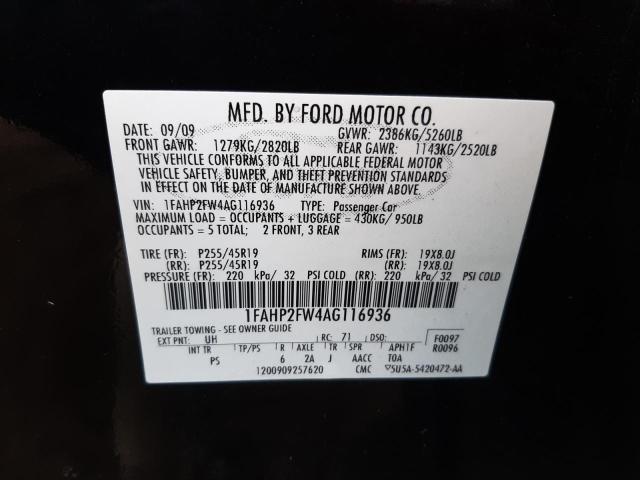 MFD. BY FORD MOTOR CO.
DATE: 09/09 GVWR: 2386KG/5260LB
FRONT GAWR: 1279KG/2820LB REAR GAWR: 1143KG/2520LB
THIS VEHICLE CONFORMS TO ALL APPLICABLE FEDERAL MOTOR
VEHICLE SAFETY, BUMPER, AND THEFT PREVENTION STANDARDS
IN EFFECT ON THE DATE OF MANUFACTURE SHOWN ABOVE.
VIN: 1FAHP2FW4AG116936 TYPE: Passenger Car
MAXIMUM LOAD = OCCUPANTS + LUGGAGE = 430KG/950LB
OCCUPANTS = 5 TOTAL; 2 FRONT, 3 REAR
TIRE (FR): P255/45R19 RIMS (FR): 19X8.0J
(RR): P255/45R19 (RR): 19X8.0J
PRESSURE (FR): 220 kPa/ 32 PSI COLD (RR): 220 kPa/ 32 PSI COLD
1FAHP2FW4AG116936
TRAILER TOWING - SEE OWNER GUIDE
EXT PNT: UH RC: 71 DSO: F0097
INT TR TP/PS R AXLE TR SPR APH1F R0096
PS 6 2A J AACC T0A
1200909257620 CMC ▽5U5A-5420472-AA